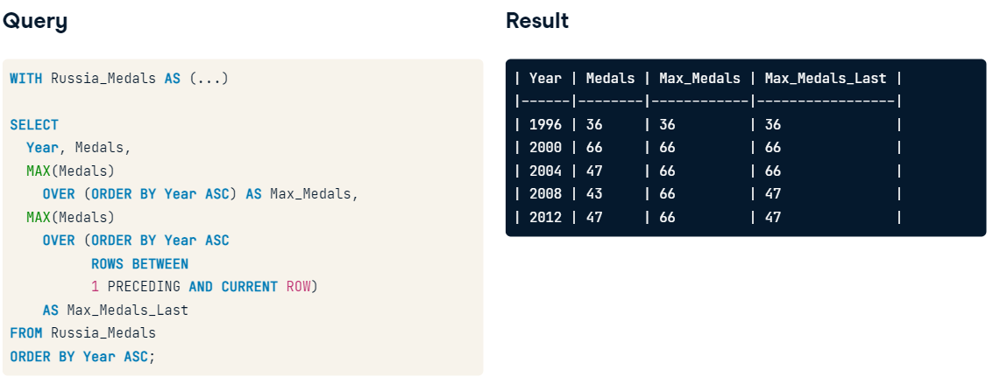 Query
WITH Russia_Medals AS (...)
SELECT
  Year, Medals,
  MAX(Medals)
    OVER (ORDER BY Year ASC) AS Max_Medals,
  MAX(Medals)
    OVER (ORDER BY Year ASC
          ROWS BETWEEN
          1 PRECEDING AND CURRENT ROW)
    AS Max_Medals_Last
FROM Russia_Medals
ORDER BY Year ASC;
Result
| Year | Medals | Max_Medals | Max_Medals_Last |
|------|--------|------------|-----------------|
| 1996 | 36     | 36         | 36              |
| 2000 | 66     | 66         | 66              |
| 2004 | 47     | 66         | 66              |
| 2008 | 43     | 66         | 47              |
| 2012 | 47     | 66         | 47              |